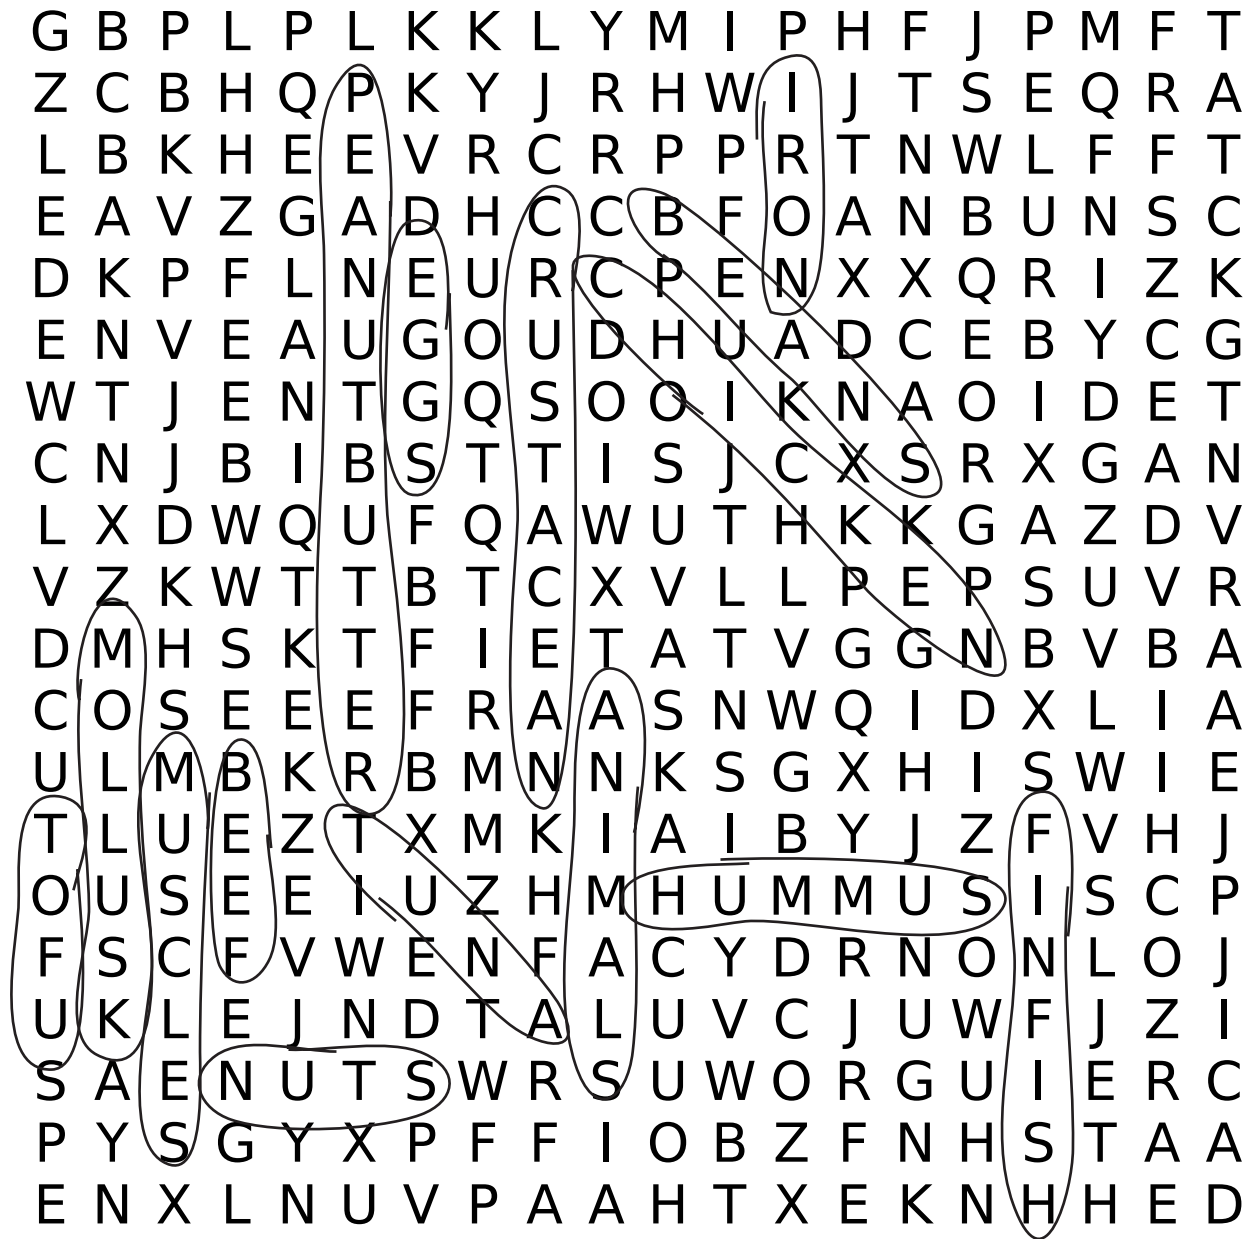 G B P L P L K K L Y M I P H F J P M F T
Z C B H Q P K Y J R H W I J T S E Q R A
L B K H E E V R C R P P R T N W L F F T
E A V Z G A D H C C B F O A N B U N S C
D K P F L N E U R C P E N X X Q R I Z K
E N V E A U G O U D H U A D C E B Y C G
W T J E N T G Q S O O I K N A O I D E T
C N J B I B S T T I S J C X S R X G A N
L X D W Q U F Q A W U T H K K G A Z D V
V Z K W T T B T C X V L L P E P S U V R
D M H S K T F I E T A T V G G N B V B A
C O S E E E F R A A S N W Q I D X L I A
U L M B K R B M N N K S G X H I S W I E
T L U E Z T X M K I A I B Y J Z F V H J
O U S E E I U Z H M H U M M U S I S C P
F S C F V W E N F A C Y D R N O N L O J
U K L E J N D T A L U V C J U W F J Z I
S A E N U T S W R S U W O R G U I E R C
P Y S G Y X P F F I O B Z F N H S T A A
E N X L N U V P A A H T X E K N H H E D